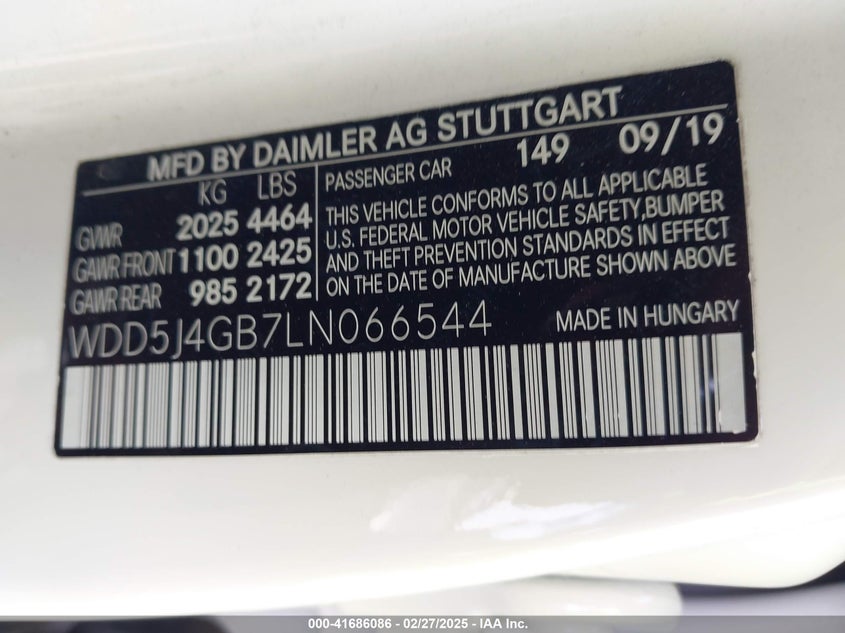 MFD BY DAIMLER AG STUTTGART
KG LBS
GVWR 2025 4464
GAWR FRONT 1100 2425
GAWR REAR 985 2172
PASSENGER CAR 149 09/19
THIS VEHICLE CONFORMS TO ALL APPLICABLE
U.S. FEDERAL MOTOR VEHICLE SAFETY,BUMPER
AND THEFT PREVENTION STANDARDS IN EFFECT
ON THE DATE OF MANUFACTURE SHOWN ABOVE
WDD5J4GB7LN066544 MADE IN HUNGARY
000-41686086 / 02/27/2025 - IAA Inc.